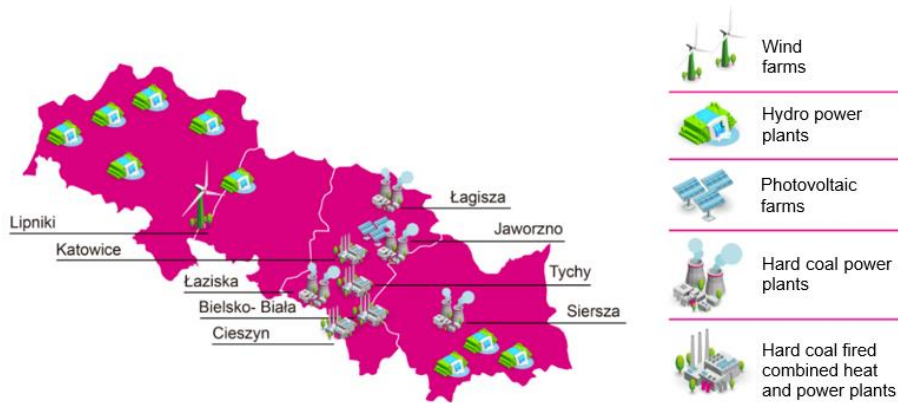 Lipniki
Katowice
Łaziska
Bielsko- Biała
Cieszyn
Łagisza
Jaworzno
Tychy
Siersza
Wind
farms
Hydro power
plants
Photovoltaic
farms
Hard coal power
plants
Hard coal fired
combined heat
and power plants